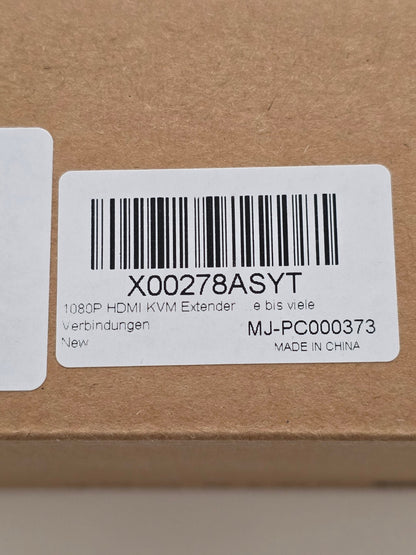 X00278ASYT
1080P HDMI KVM Extender ...e bis viele
Verbindungen
New
MJ-PC000373
MADE IN CHINA